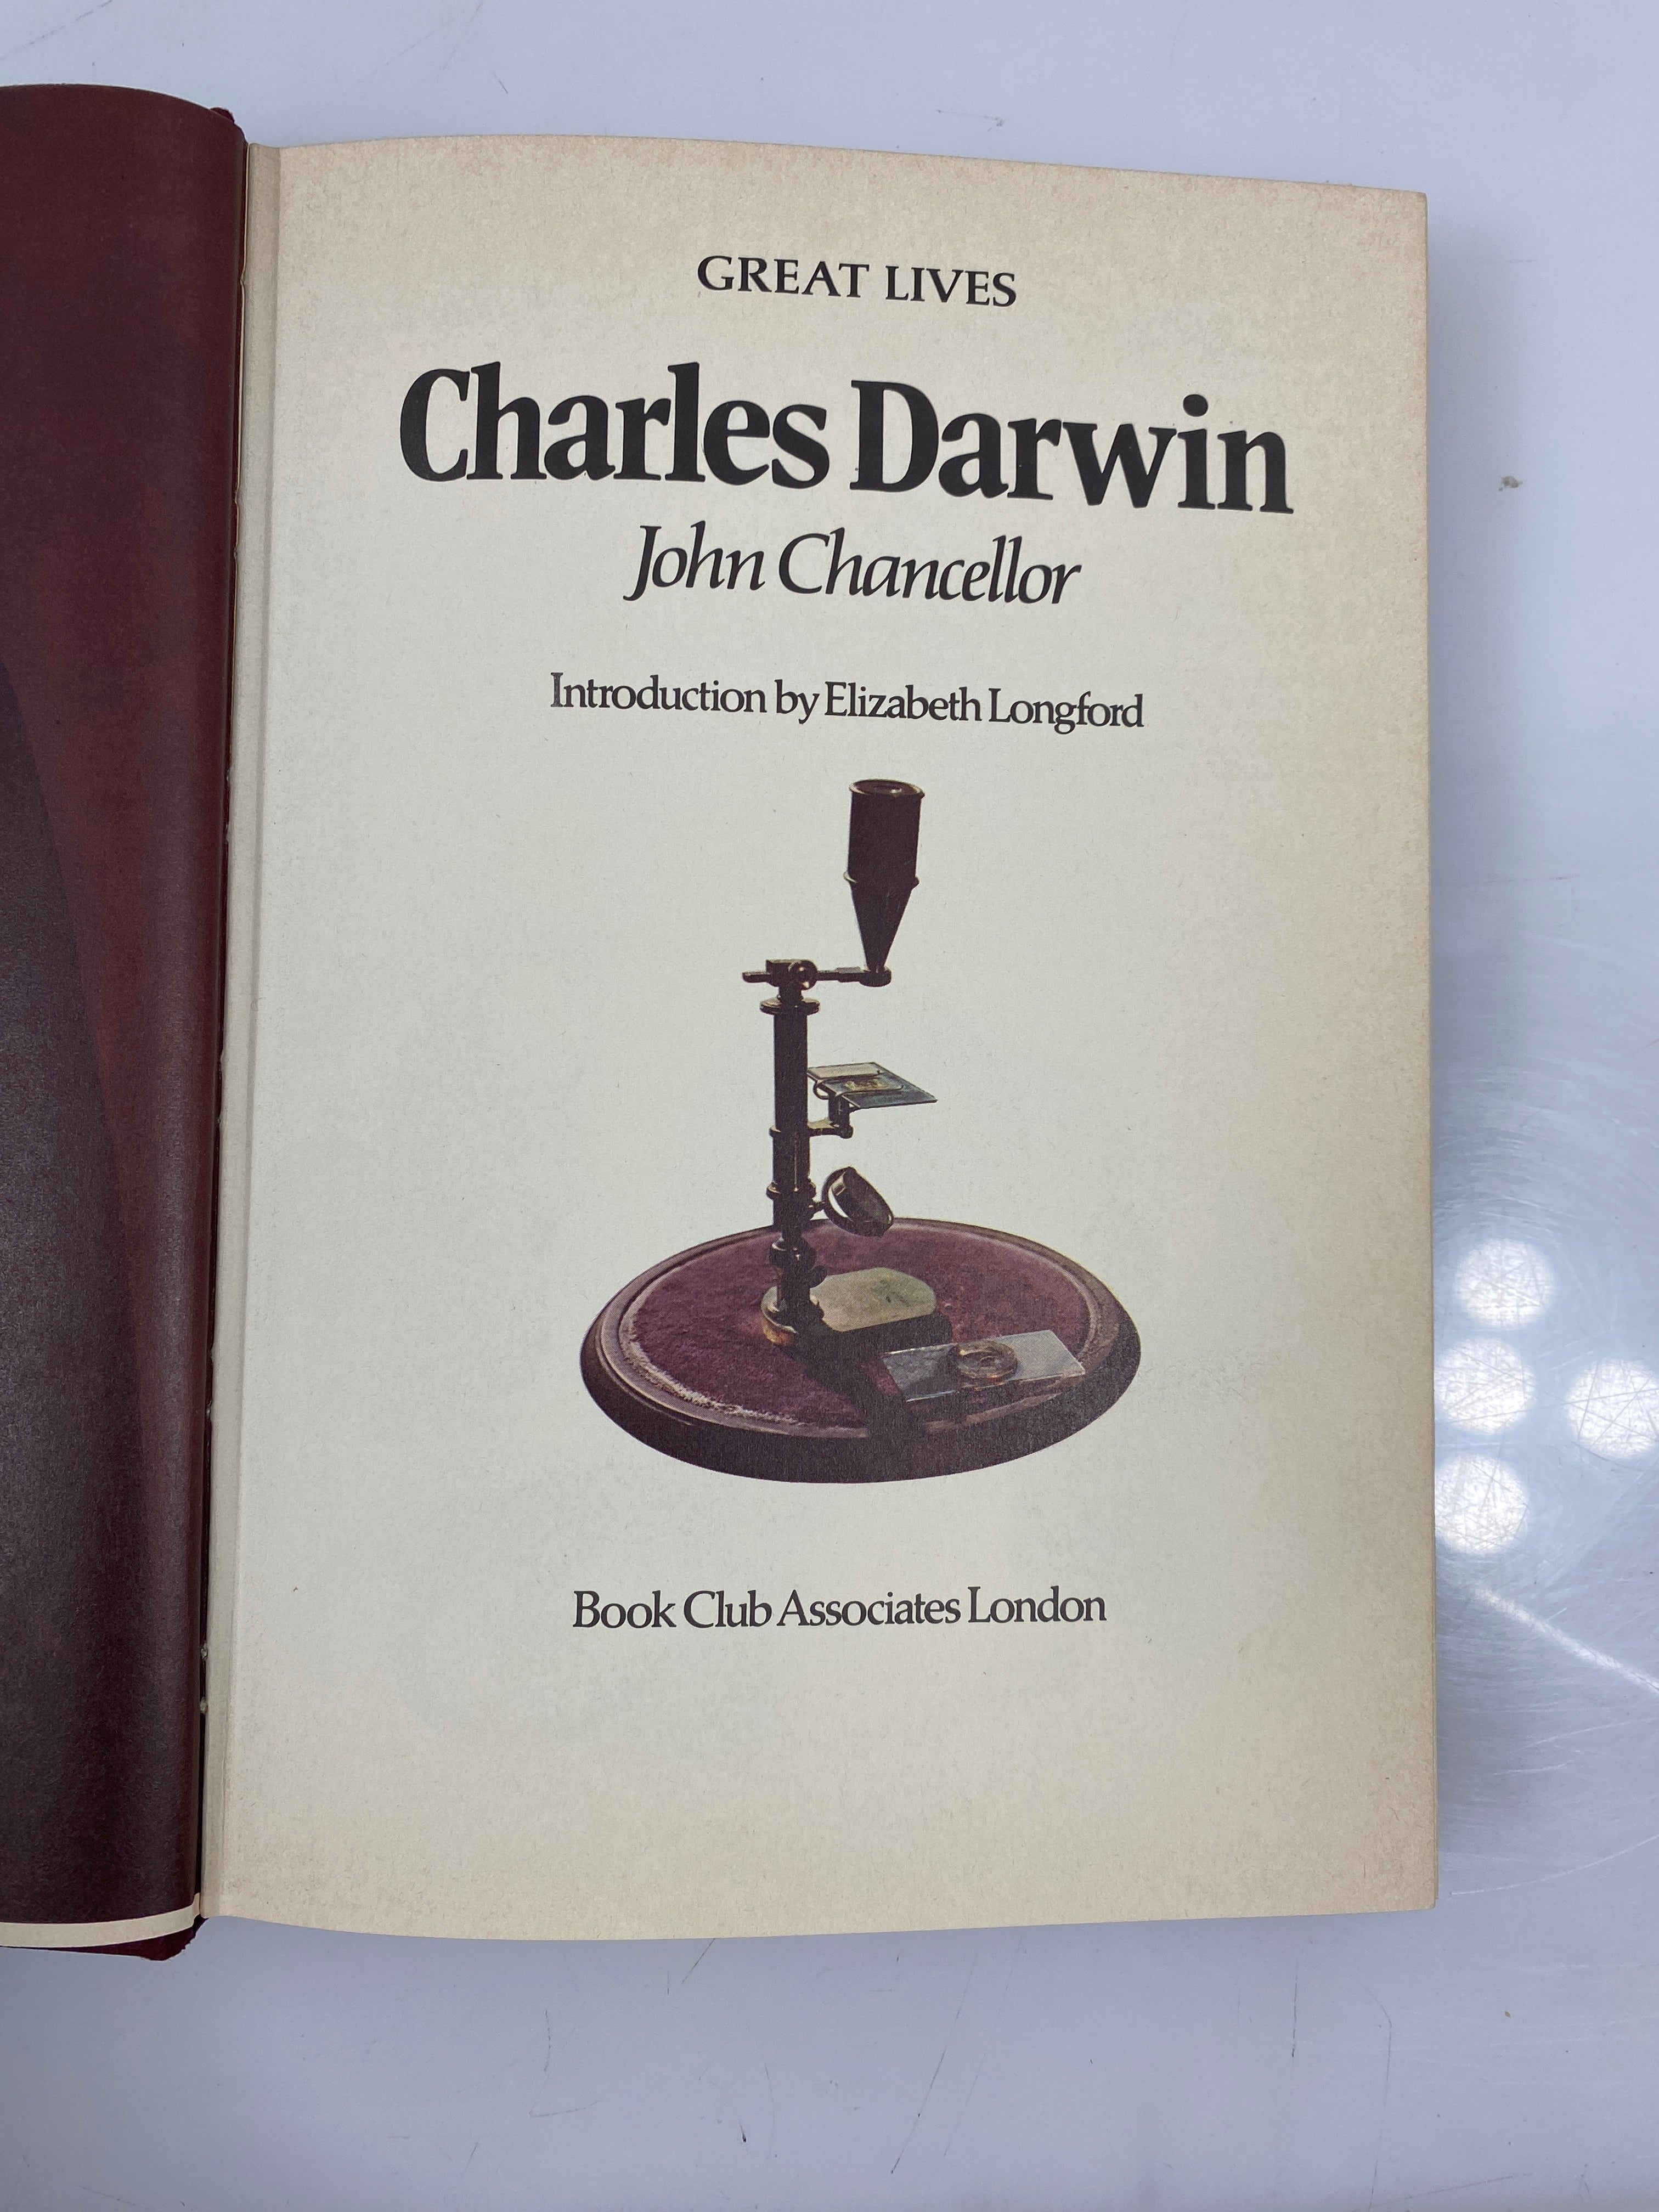 GREAT LIVES
Charles Darwin
John Chancellor
Introduction by Elizabeth Longford
Book Club Associates London